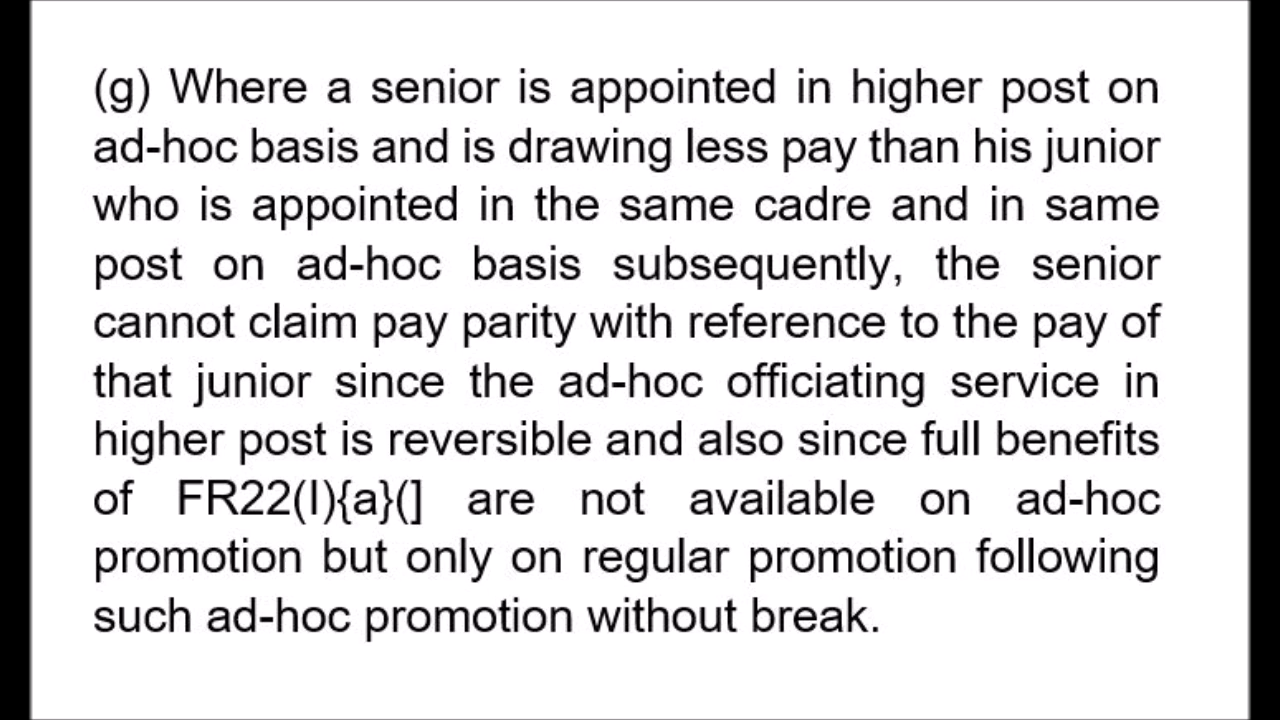 (g) Where a senior is appointed in higher post on
ad-hoc basis and is drawing less pay than his junior
who is appointed in the same cadre and in same
post on ad-hoc basis subsequently, the senior
cannot claim pay parity with reference to the pay of
that junior since the ad-hoc officiating service in
higher post is reversible and also since full benefits
of FR22(I){a}(] are not available on ad-hoc
promotion but only on regular promotion following
such ad-hoc promotion without break.